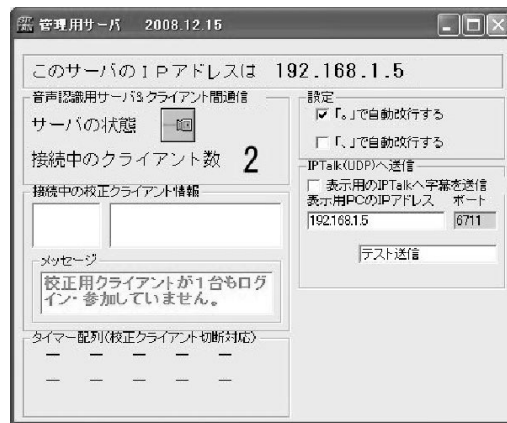 管理用サーバ 2008.12.15
このサーバのIPアドレスは 192.168.1.5
音声認識用サーバ&クライアント間通信
サーバの状態
接続中のクライアント数 2
接続中の校正クライアント情報
メッセージ
校正用クライアントが1台もログ
イン・参加していません。
タイマー配列(校正クライアント切断対応)
— — — — —
— — — — —
設定
「。」で自動改行する
「、」で自動改行する
IPTalk(UDP)へ送信
表示用のIPTalkへ字幕を送信
表示用PCのIPアドレス ポート
192.168.1.5 6711
テスト送信